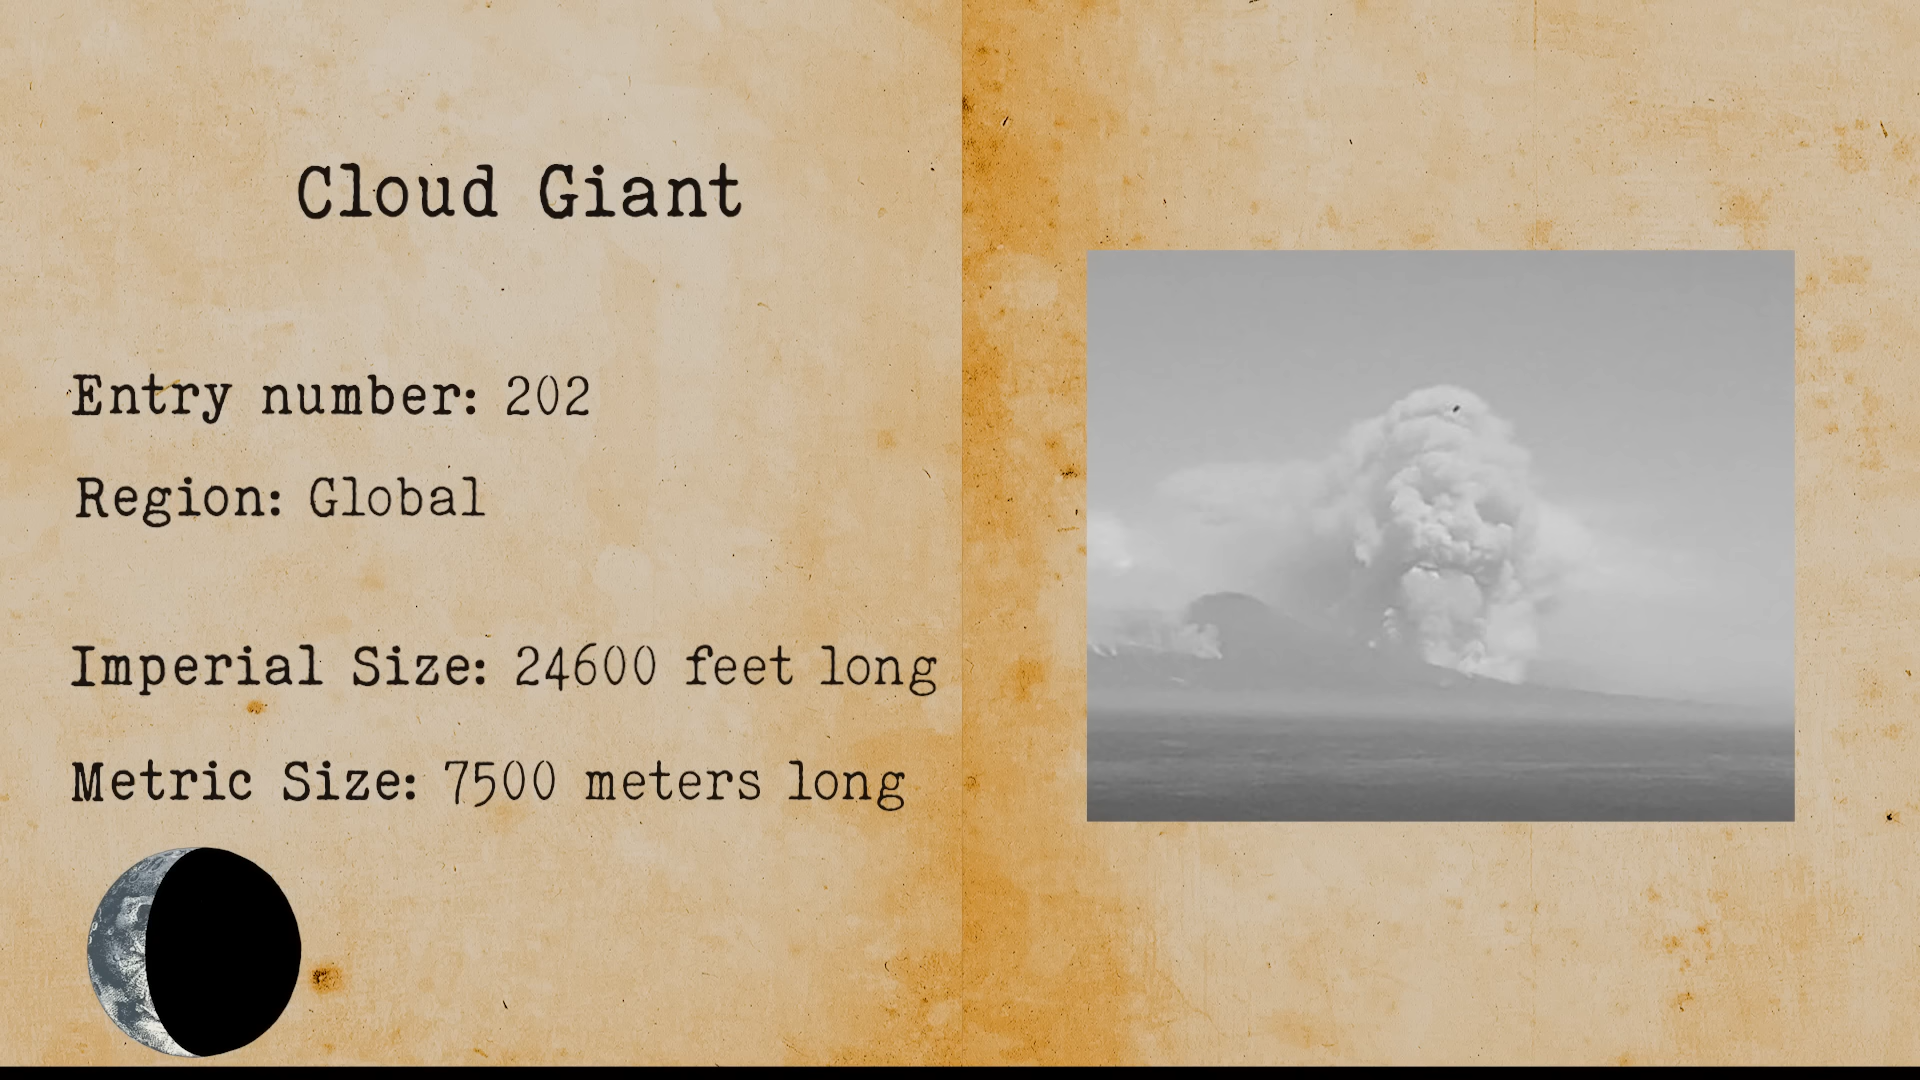 Cloud Giant
Entry number: 202
Region: Global
Imperial Size: 24600 feet long
Metric Size: 7500 meters long